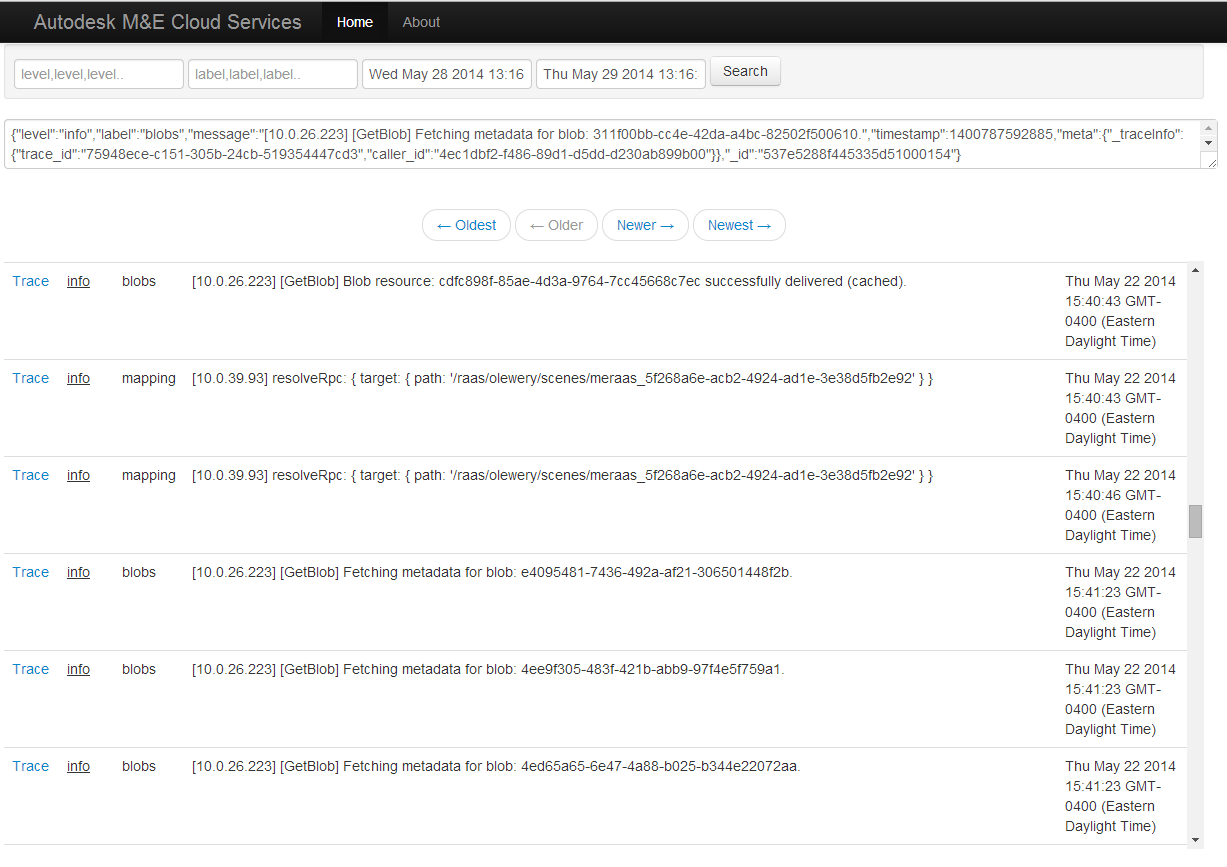 Autodesk M&E Cloud Services Home About
level,level,level.. label,label,label.. Wed May 28 2014 13:16 Thu May 29 2014 13:16: Search
{"level":"info","label":"blobs","message":"[10.0.26.223] [GetBlob] Fetching metadata for blob: 311f00bb-cc4e-42da-a4bc-82502f500610.","timestamp":1400787592885,"meta":{"_traceInfo":
{"trace_id":"75948ece-c151-305b-24cb-519354447cd3","caller_id":"4ec1dbf2-f486-89d1-d5dd-d230ab899b00"}},"_id":"537e5288f445335d51000154"}
← Oldest ← Older Newer → Newest →
Trace info blobs [10.0.26.223] [GetBlob] Blob resource: cdfc898f-85ae-4d3a-9764-7cc45668c7ec successfully delivered (cached). Thu May 22 2014
15:40:43 GMT-
0400 (Eastern
Daylight Time)
Trace info mapping [10.0.39.93] resolveRpc: { target: { path: '/raas/olewery/scenes/meraas_5f268a6e-acb2-4924-ad1e-3e38d5fb2e92' } } Thu May 22 2014
15:40:43 GMT-
0400 (Eastern
Daylight Time)
Trace info mapping [10.0.39.93] resolveRpc: { target: { path: '/raas/olewery/scenes/meraas_5f268a6e-acb2-4924-ad1e-3e38d5fb2e92' } } Thu May 22 2014
15:40:46 GMT-
0400 (Eastern
Daylight Time)
Trace info blobs [10.0.26.223] [GetBlob] Fetching metadata for blob: e4095481-7436-492a-af21-306501448f2b. Thu May 22 2014
15:41:23 GMT-
0400 (Eastern
Daylight Time)
Trace info blobs [10.0.26.223] [GetBlob] Fetching metadata for blob: 4ee9f305-483f-421b-abb9-97f4e5f759a1. Thu May 22 2014
15:41:23 GMT-
0400 (Eastern
Daylight Time)
Trace info blobs [10.0.26.223] [GetBlob] Fetching metadata for blob: 4ed65a65-6e47-4a88-b025-b344e22072aa. Thu May 22 2014
15:41:23 GMT-
0400 (Eastern
Daylight Time)